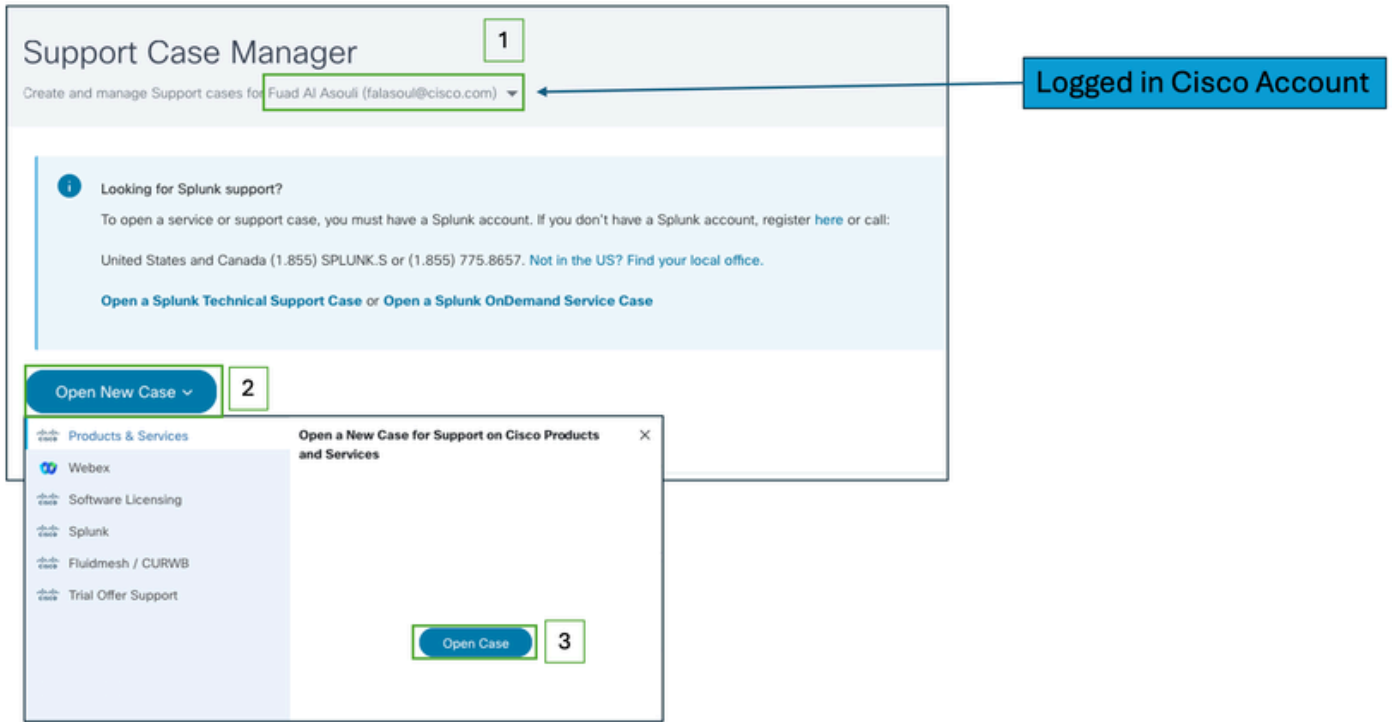 Support Case Manager
1
Create and manage Support cases for Fuad Al Asouli (falasoul@cisco.com)
Logged in Cisco Account
Looking for Splunk support?
To open a service or support case, you must have a Splunk account. If you don't have a Splunk account, register here or call:
United States and Canada (1.855) SPLUNK.S or (1.855) 775.8657. Not in the US? Find your local office.
Open a Splunk Technical Support Case or Open a Splunk OnDemand Service Case
Open New Case
2
Products & Services
Webex
Software Licensing
Splunk
Fluidmesh / CURWB
Trial Offer Support
Open a New Case for Support on Cisco Products
and Services
Open Case
3